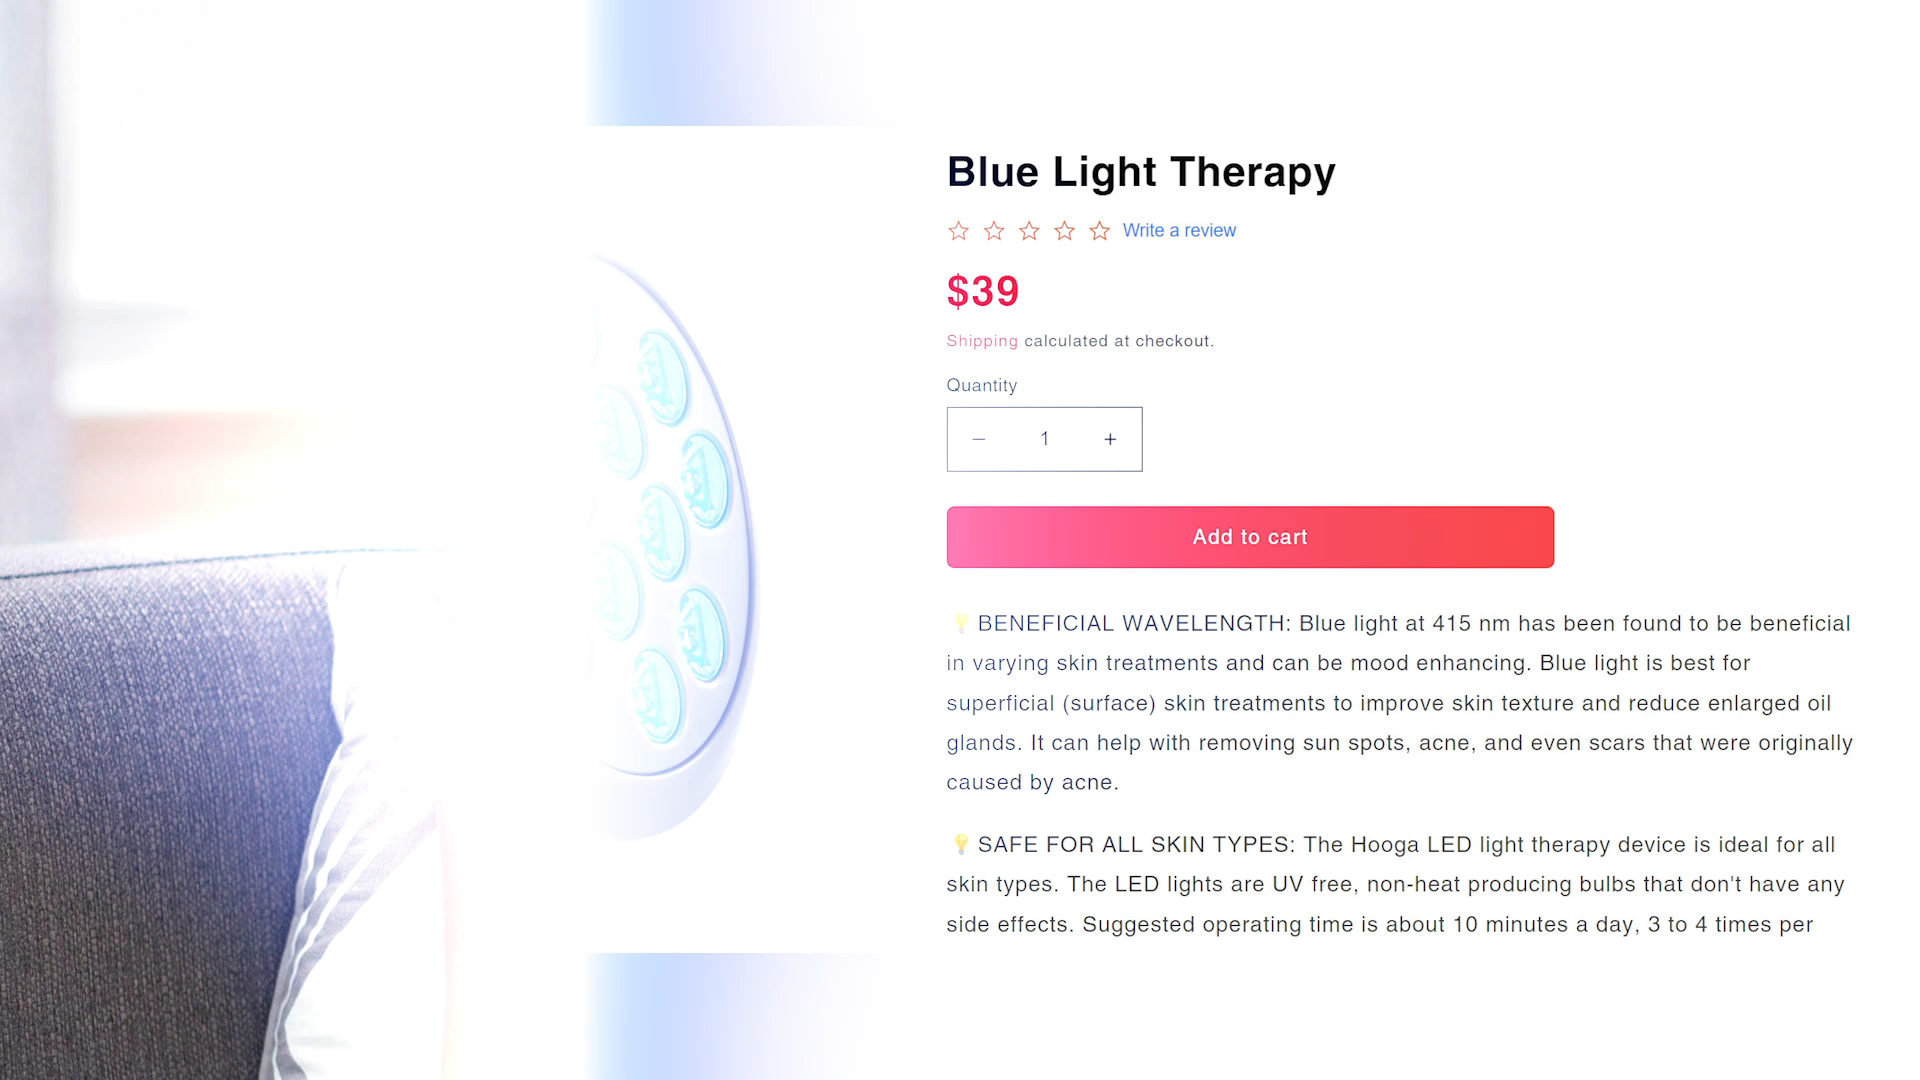 Blue Light Therapy
Write a review
$39
Shipping calculated at checkout.
Quantity
− 1 +
Add to cart
BENEFICIAL WAVELENGTH: Blue light at 415 nm has been found to be beneficial
in varying skin treatments and can be mood enhancing. Blue light is best for
superficial (surface) skin treatments to improve skin texture and reduce enlarged oil
glands. It can help with removing sun spots, acne, and even scars that were originally
caused by acne.
SAFE FOR ALL SKIN TYPES: The Hooga LED light therapy device is ideal for all
skin types. The LED lights are UV free, non-heat producing bulbs that don't have any
side effects. Suggested operating time is about 10 minutes a day, 3 to 4 times per